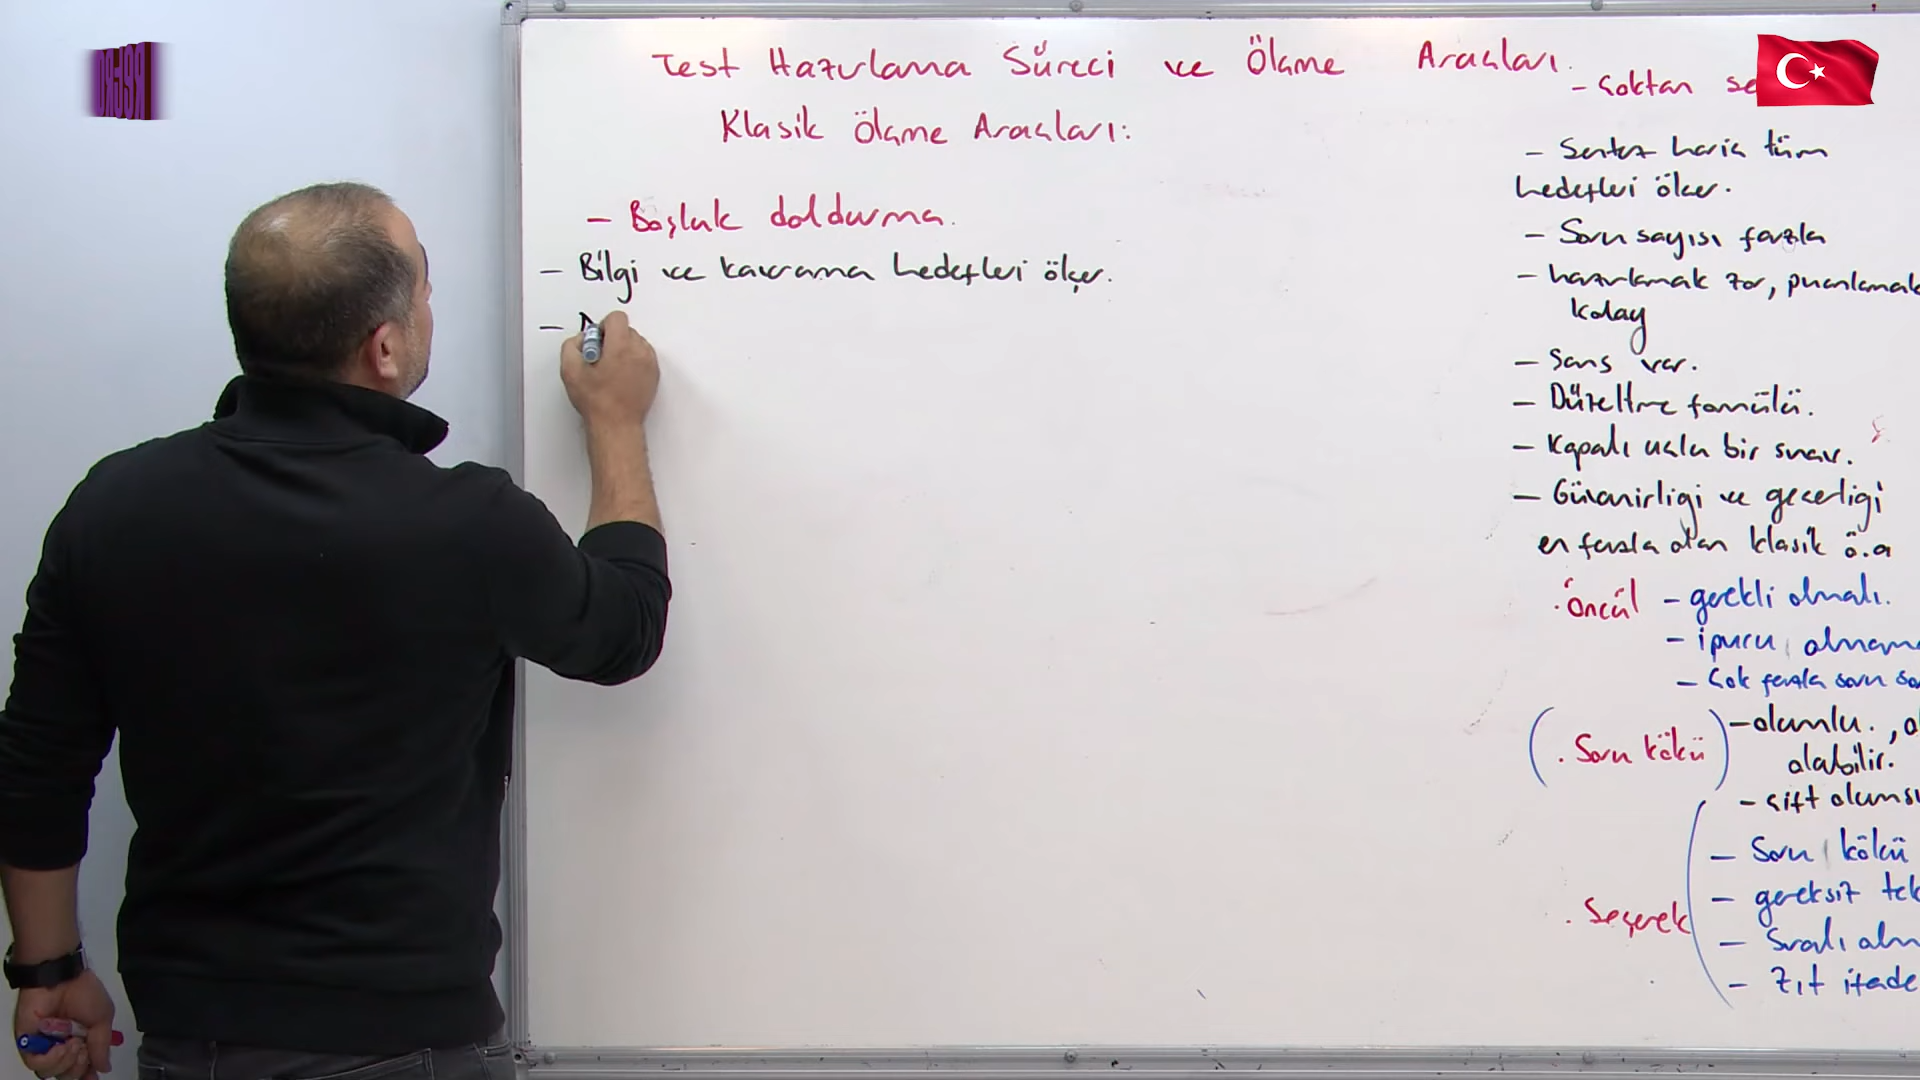 Test Hazırlama Süreci ve Ölçme Araçları.
Klasik Ölçme Araçları:
- Boşluk doldurma.
- Bilgi ve kavrama hedefleri ölçer.
-
- Çoktan se
- Sentez hariç tüm
hedefleri ölçer.
- Soru sayısı fazla
- hazırlamak zor, puanlamak
kolay
- Şans var.
- Düzeltme formülü.
- Kapalı uçlu bir sınav.
- Güvenirliği ve geçerliği
en fazla olan klasik ö.a
. Öncül - gerekli olmalı.
- ipucu olmama
- Çok fazla soru so
(. Soru kökü) - olumlu. , o
olabilir.
- çift olumsu
- Soru kökü
- gereksiz tek
. Seçenek
- Sıralı olm
- Zıt ifade